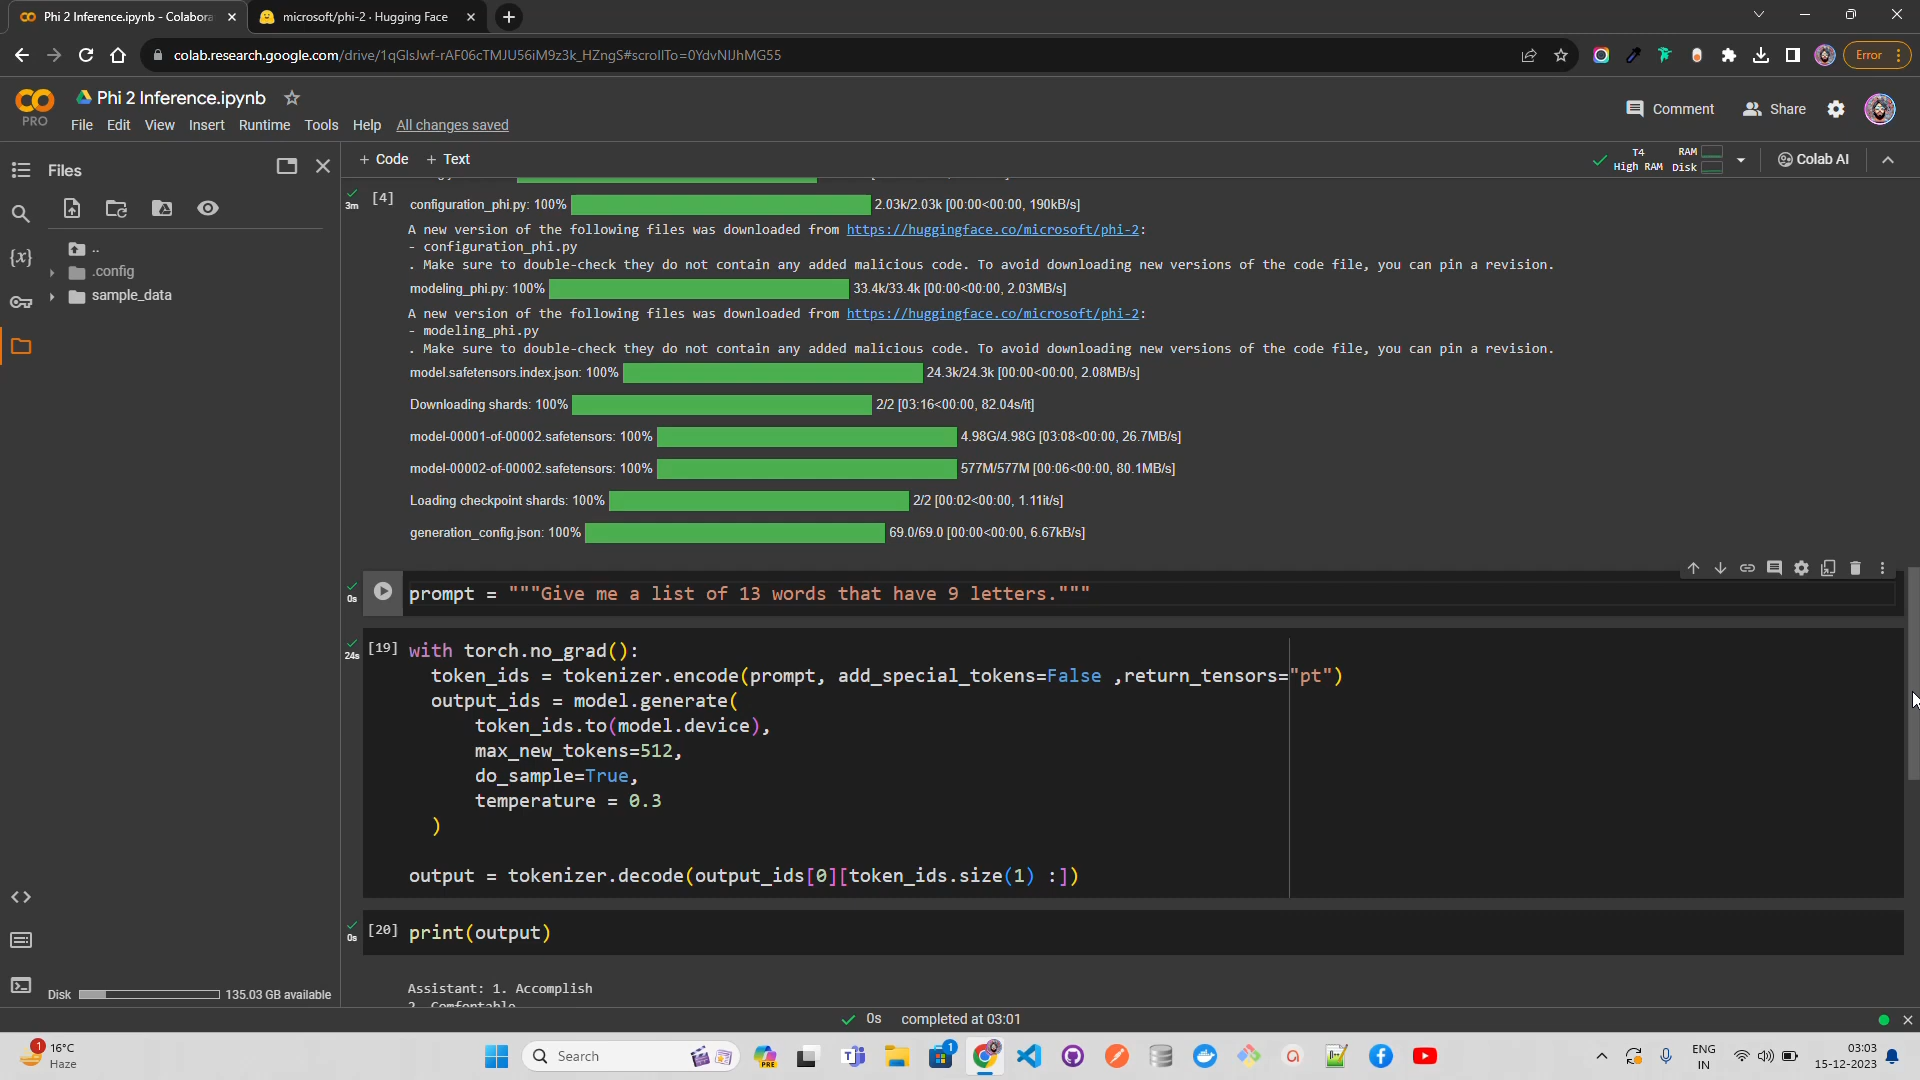 Phi 2 Inference.ipynb - Colabora
microsoft/phi-2 · Hugging Face
colab.research.google.com/drive/1qGlsJwf-rAF06cTMJU56iM9z3k_HZngS#scrollTo=0YdvNlJhMG55
Error
PRO
Phi 2 Inference.ipynb
File Edit View Insert Runtime Tools Help All changes saved
Comment
Share
Files
+ Code + Text
T4
High RAM
RAM
Disk
Colab AI
..
.config
sample_data
3m
[4]
configuration_phi.py: 100% 2.03k/2.03k [00:00<00:00, 190kB/s]
A new version of the following files was downloaded from https://huggingface.co/microsoft/phi-2:
- configuration_phi.py
. Make sure to double-check they do not contain any added malicious code. To avoid downloading new versions of the code file, you can pin a revision.
modeling_phi.py: 100% 33.4k/33.4k [00:00<00:00, 2.03MB/s]
A new version of the following files was downloaded from https://huggingface.co/microsoft/phi-2:
- modeling_phi.py
. Make sure to double-check they do not contain any added malicious code. To avoid downloading new versions of the code file, you can pin a revision.
model.safetensors.index.json: 100% 24.3k/24.3k [00:00<00:00, 2.08MB/s]
Downloading shards: 100% 2/2 [03:16<00:00, 82.04s/it]
model-00001-of-00002.safetensors: 100% 4.98G/4.98G [03:08<00:00, 26.7MB/s]
model-00002-of-00002.safetensors: 100% 577M/577M [00:06<00:00, 80.1MB/s]
Loading checkpoint shards: 100% 2/2 [00:02<00:00, 1.11it/s]
generation_config.json: 100% 69.0/69.0 [00:00<00:00, 6.67kB/s]
0s
prompt = """Give me a list of 13 words that have 9 letters."""
24s
[19] with torch.no_grad():
token_ids = tokenizer.encode(prompt, add_special_tokens=False ,return_tensors="pt")
output_ids = model.generate(
token_ids.to(model.device),
max_new_tokens=512,
do_sample=True,
temperature = 0.3
)
output = tokenizer.decode(output_ids[0][token_ids.size(1) :])
0s
[20] print(output)
Assistant: 1. Accomplish
2. Comfortable
Disk
135.03 GB available
0s completed at 03:01
1
16°C
Haze
Search
PRE
1
ENG
IN
03:03
15-12-2023